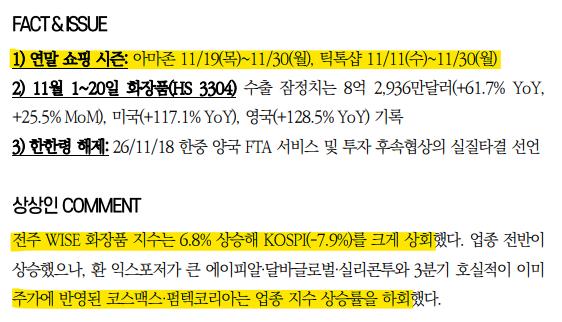 FACT & ISSUE
1) 연말 쇼핑 시즌: 아마존 11/19(목)~11/30(월), 틱톡샵 11/11(수)~11/30(월)
2) 11월 1~20일 화장품(HS 3304) 수출 잠정치는 8억 2,936만달러(+61.7% YoY,
+25.5% MoM), 미국(+117.1% YoY), 영국(+128.5% YoY) 기록
3) 한한령 해제: 26/11/18 한중 양국 FTA 서비스 및 투자 후속협상의 실질타결 선언
상상인 COMMENT
전주 WISE 화장품 지수는 6.8% 상승해 KOSPI(-7.9%)를 크게 상회했다. 업종 전반이
상승했으나, 환 익스포저가 큰 에이피알·달바글로벌·실리콘투와 3분기 호실적이 이미
주가에 반영된 코스맥스·펌텍코리아는 업종 지수 상승률을 하회했다.